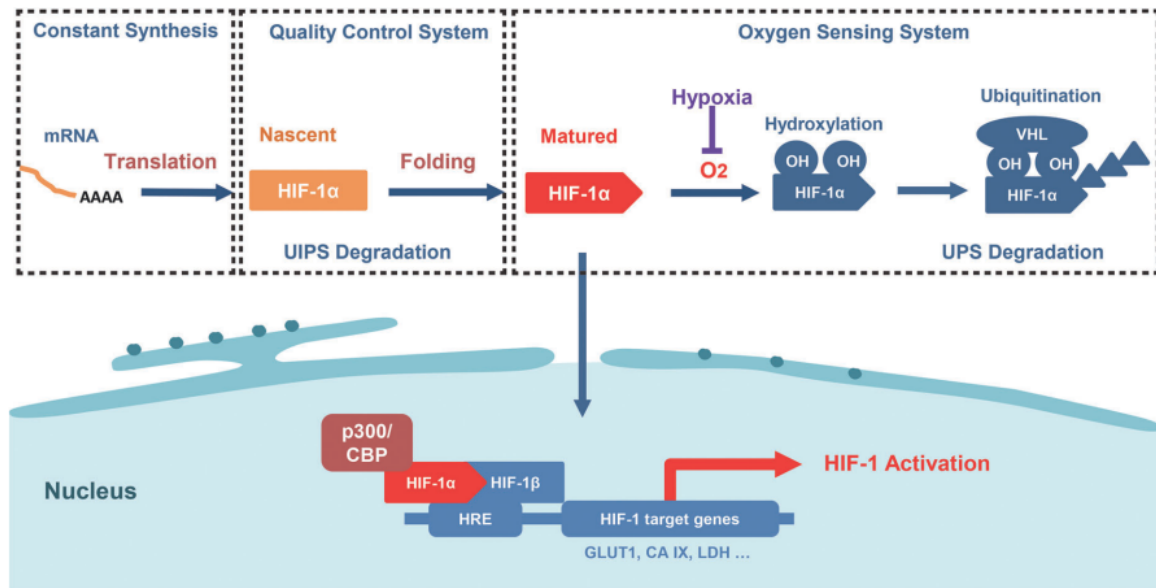 Constant Synthesis
Quality Control System
Oxygen Sensing System
mRNA
AAAA
Translation
Nascent
HIF-1α
Folding
UIPS Degradation
Matured
HIF-1α
Hypoxia
O2
Hydroxylation
OH OH
HIF-1α
Ubiquitination
VHL
OH OH
HIF-1α
UPS Degradation
p300/
CBP
HIF-1α
HIF-1β
HRE
HIF-1 target genes
GLUT1, CA IX, LDH ...
HIF-1 Activation
Nucleus